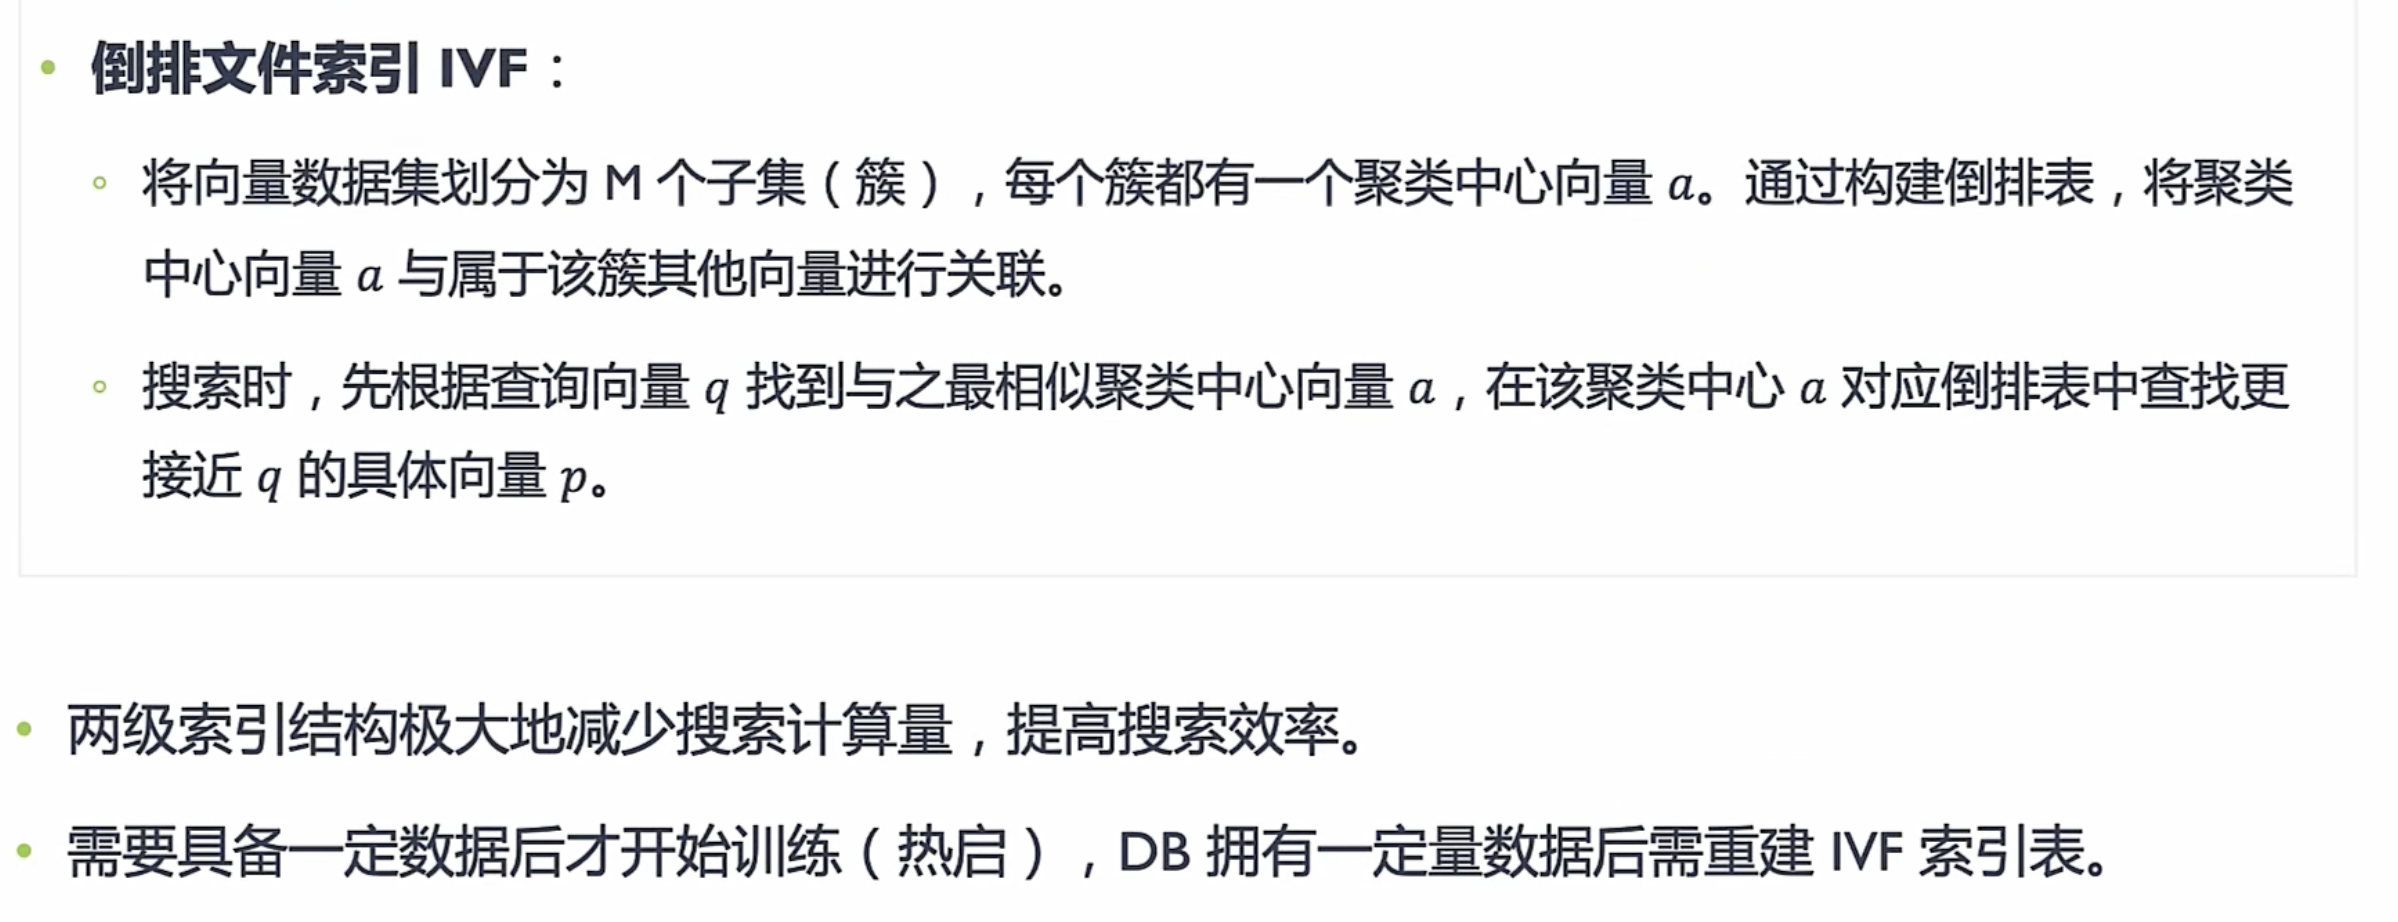 • 倒排文件索引 IVF：
◦ 将向量数据集划分为 M 个子集（簇），每个簇都有一个聚类中心向量 a。通过构建倒排表，将聚类
中心向量 a 与属于该簇其他向量进行关联。
◦ 搜索时，先根据查询向量 q 找到与之最相似聚类中心向量 a，在该聚类中心 a 对应倒排表中查找更
接近 q 的具体向量 p。
• 两级索引结构极大地减少搜索计算量，提高搜索效率。
• 需要具备一定数据后才开始训练（热启），DB 拥有一定量数据后需重建 IVF 索引表。